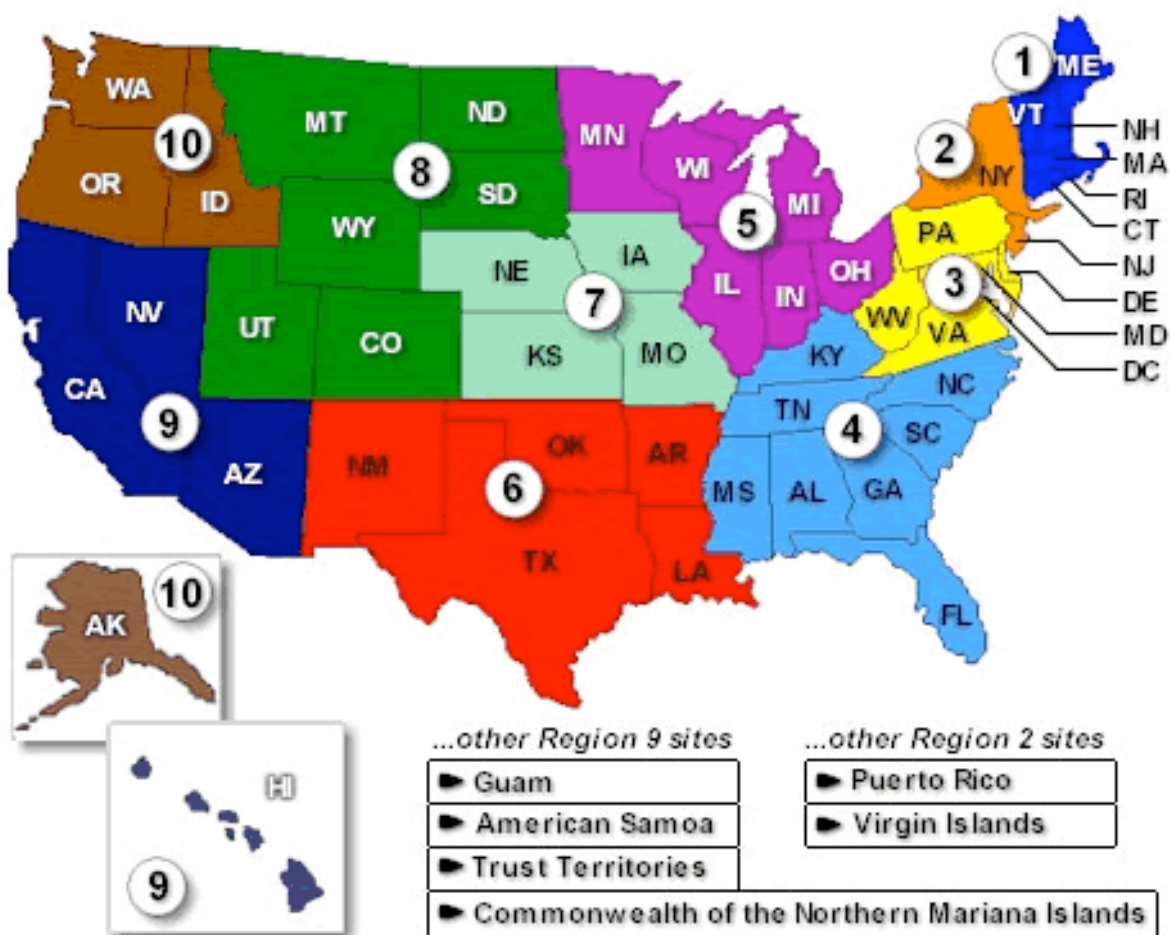 1
ME
WA
MT
ND
MN
VT
NH
10
2
WI
MA
8
OR
ID
SD
NY
RI
5
MI
WY
CT
PA
NE
IA
OH
NJ
IL
IN
3
DE
NV
7
WV
UT
CO
VA
MD
KS
MO
KY
DC
CA
NC
TN
9
4
SC
OK
AR
NM
AZ
6
MS
AL
GA
TX
LA
10
FL
AK
...other Region 9 sites
Guam
American Samoa
Trust Territories
Commonwealth of the Northern Mariana Islands
...other Region 2 sites
Puerto Rico
Virgin Islands
HI
9